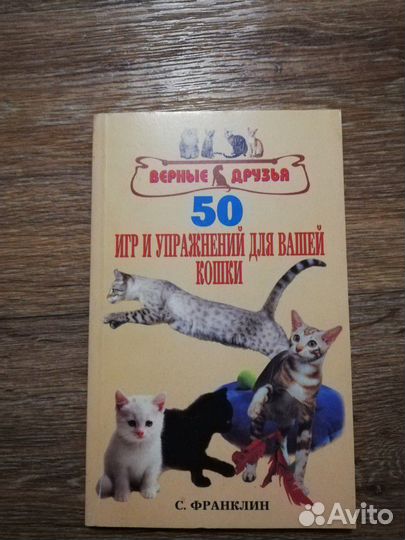 ВЕРНЫЕ ДРУЗЬЯ
50
ИГР И УПРАЖНЕНИЙ ДЛЯ ВАШЕЙ
КОШКИ
С. ФРАНКЛИН
Avito